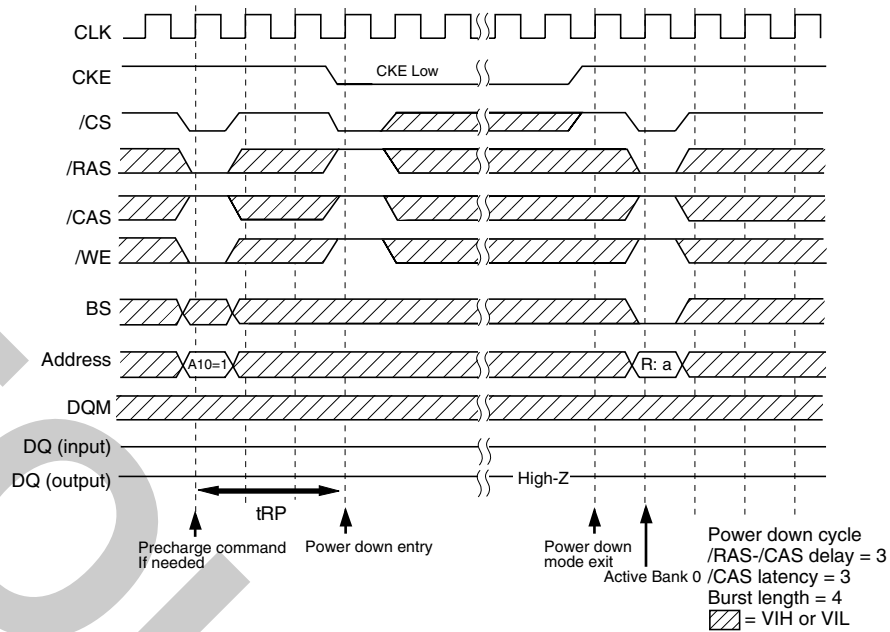 CLK
CKE
CKE Low
/CS
/RAS
/CAS
/WE
BS
Address
A10=1
R: a
DQM
DQ (input)
DQ (output)
High-Z
tRP
Precharge command
If needed
Power down entry
Power down
mode exit
Active Bank 0
Power down cycle
/RAS-/CAS delay = 3
/CAS latency = 3
Burst length = 4
= VIH or VIL